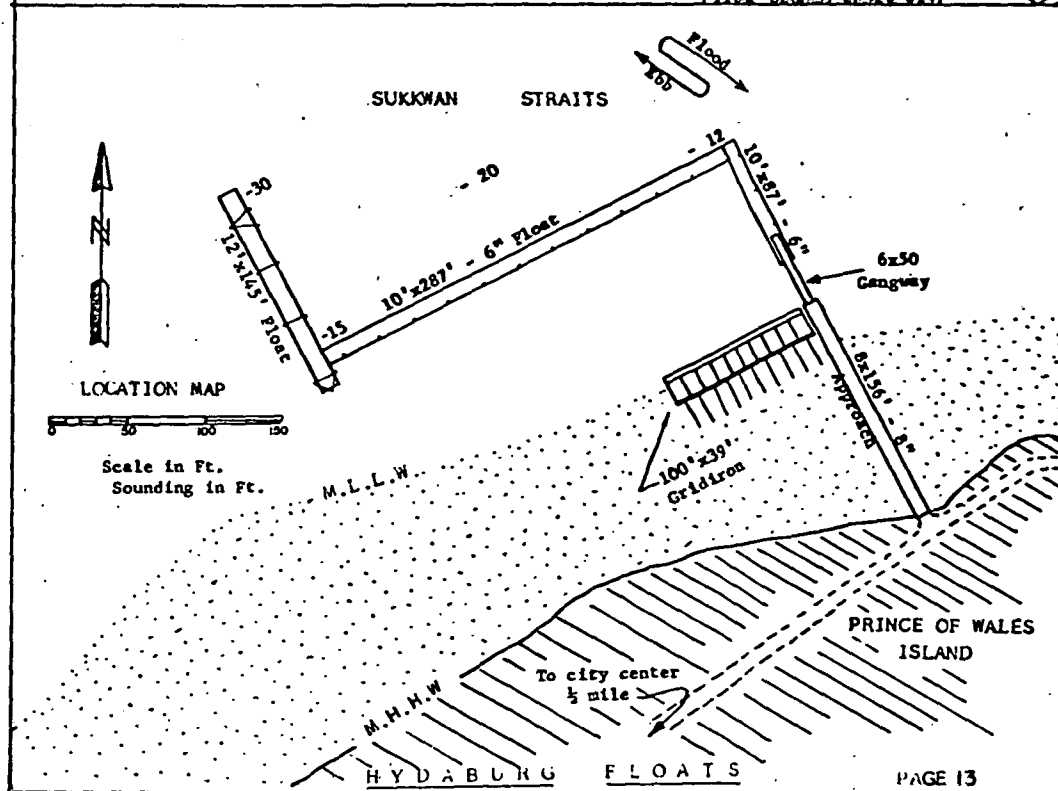 Flood
Ebb
SUKKWAN STRAITS
- 12
10'x87' - 6"
- 20
-30
10'x287' - 6" Float
12'x145' Float
6x50
Gangway
-15
LOCATION MAP
0 50 100 150
Scale in Ft.
Sounding in Ft.
8x156' - 8"
Approach
100'x39'
Gridiron
M.L.L.W
PRINCE OF WALES
ISLAND
To city center
½ mile
M.H.H.W
HYDABURG FLOATS
PAGE 13